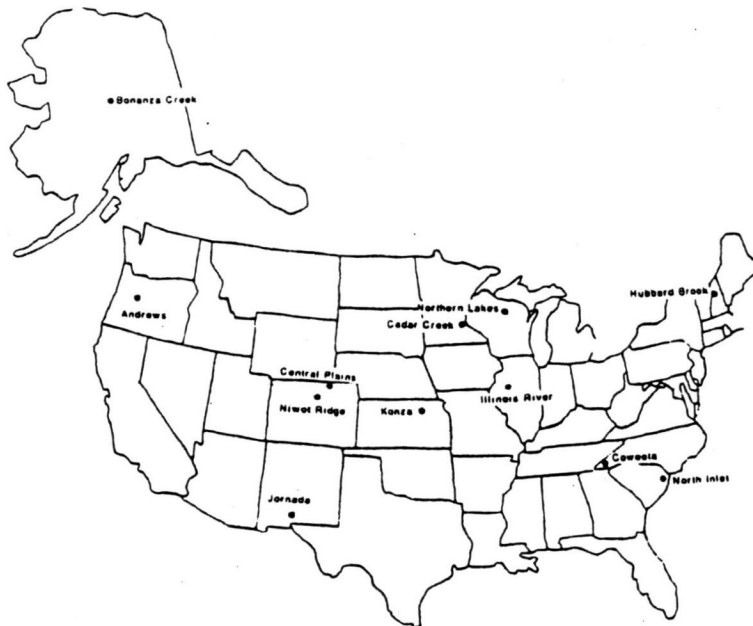 Bonanza Creek
Hubbard Brook
Andrews
Northern Lakes
Cedar Creek
Central Plains
Niwot Ridge
Konza
Illinois River
Coweeta
North Inlet
Jornada